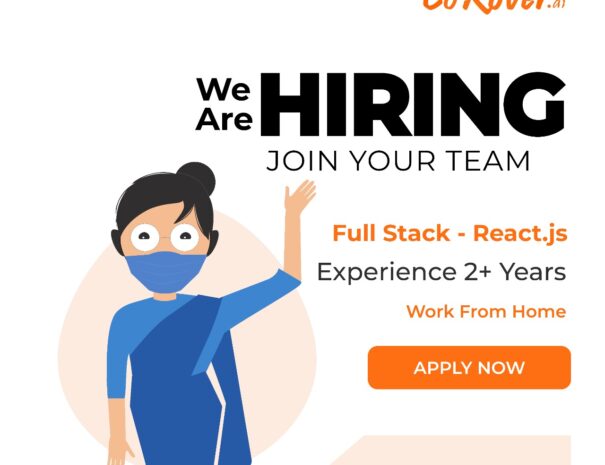 CoRover.ai
We
Are HIRING
JOIN YOUR TEAM
Full Stack - React.js
Experience 2+ Years
Work From Home
APPLY NOW